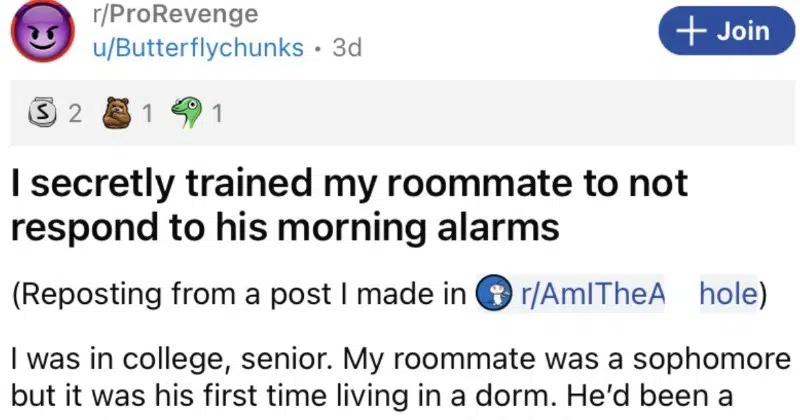 r/ProRevenge
+ Join
u/Butterflychunks • 3d
2 1 1
I secretly trained my roommate to not
respond to his morning alarms
(Reposting from a post I made in r/AmITheA hole)
I was in college, senior. My roommate was a sophomore
but it was his first time living in a dorm. He’d been a